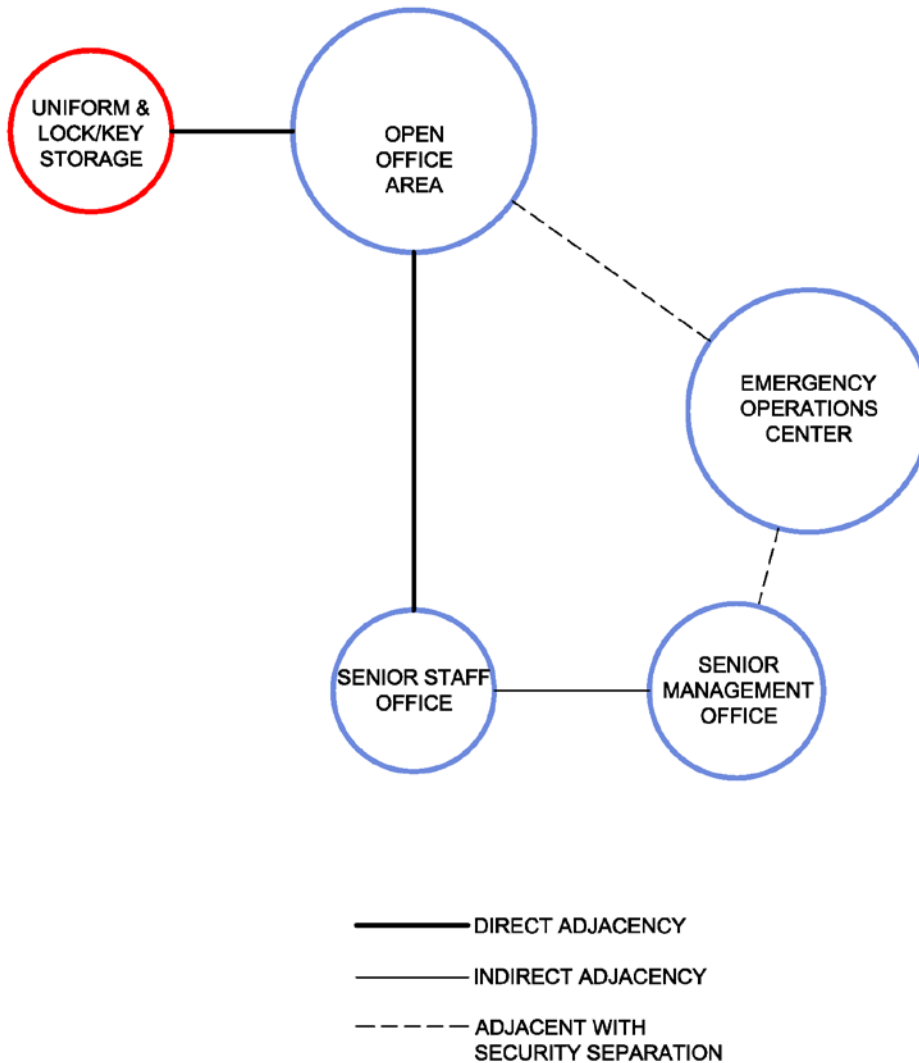 UNIFORM &
LOCK/KEY
STORAGE
OPEN
OFFICE
AREA
EMERGENCY
OPERATIONS
CENTER
SENIOR STAFF
OFFICE
SENIOR
MANAGEMENT
OFFICE
DIRECT ADJACENCY
INDIRECT ADJACENCY
ADJACENT WITH
SECURITY SEPARATION